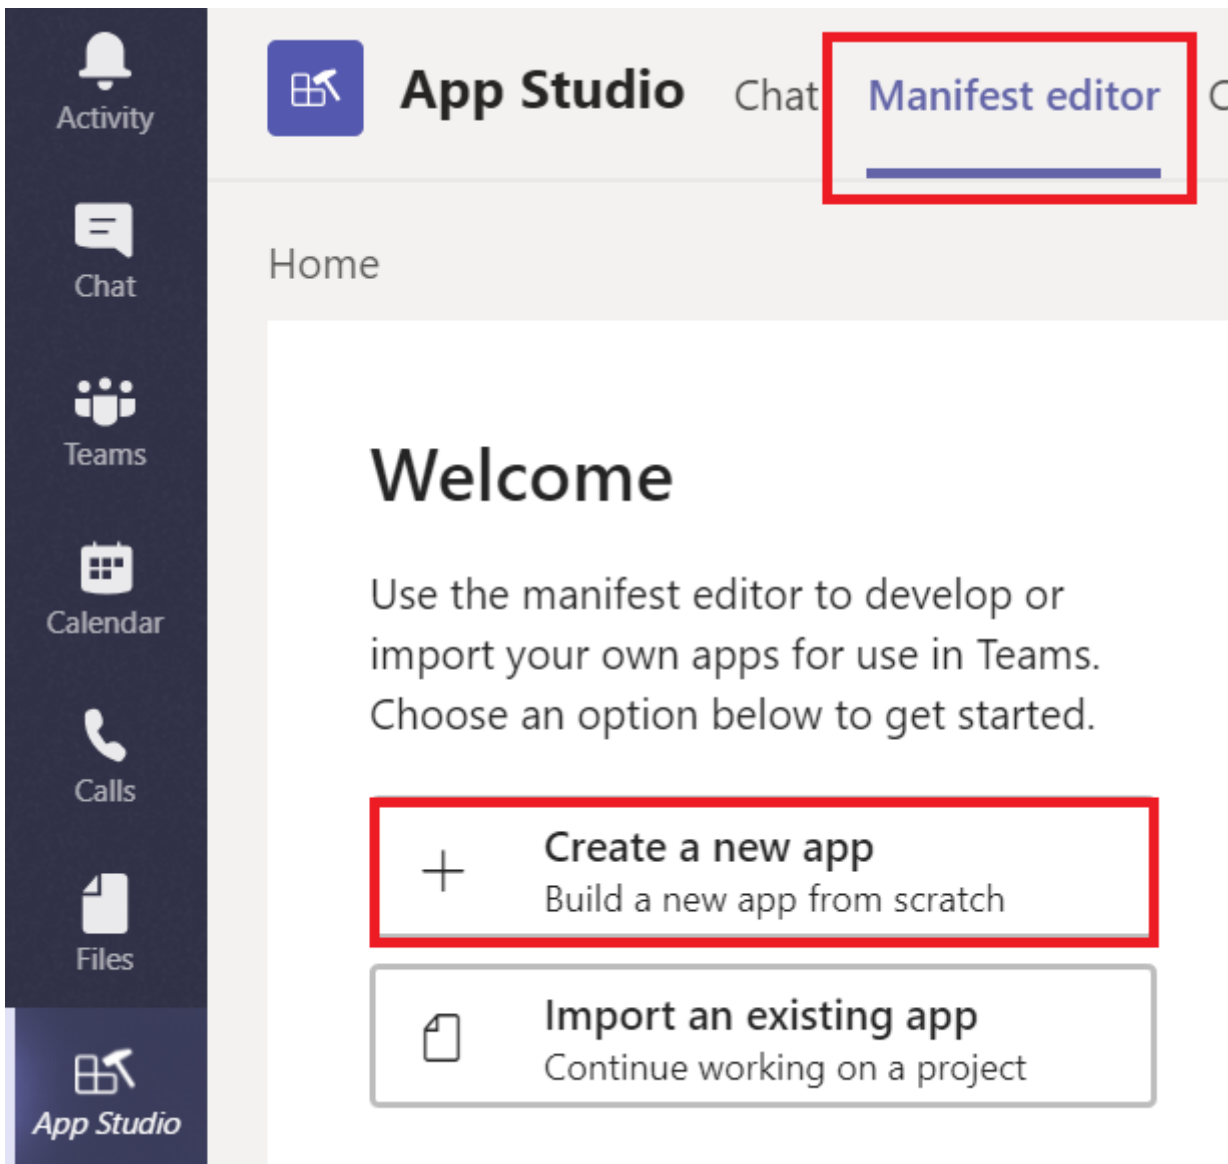 Activity
Chat
Teams
Calendar
Calls
Files
App Studio
App Studio Chat Manifest editor
Home
Welcome
Use the manifest editor to develop or
import your own apps for use in Teams.
Choose an option below to get started.
Create a new app
Build a new app from scratch
Import an existing app
Continue working on a project